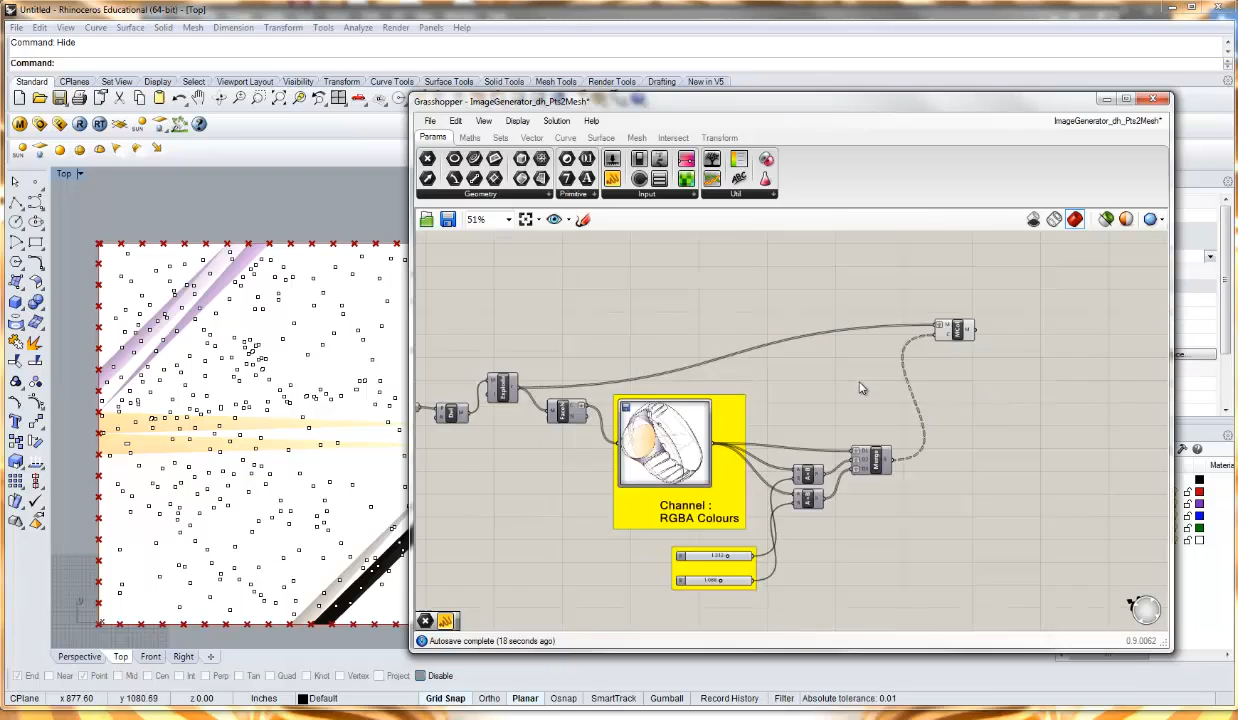 Untitled - Rhinoceros Educational (64-bit) - [Top]
File Edit View Curve Surface Solid Mesh Dimension Transform Tools Analyze Render Panels Help
Command: Hide
Command:
Standard CPlanes Set View Display Select Viewport Layout Visibility Transform Curve Tools Surface Tools Solid Tools Mesh Tools Render Tools Drafting New in V5
Top
Grasshopper - ImageGenerator_dh_Pts2Mesh*
File Edit View Display Solution Help
ImageGenerator_dh_Pts2Mesh*
Params Maths Sets Vector Curve Surface Mesh Intersect Transform
Geometry Primitive Input Util
51%
Del
MCol
Merge
A×B
A×B
Channel :
RGBA Colours
Autosave complete (18 seconds ago)
0.9.0062
Materia
Perspective Top Front Right
End Near Point Mid Cen Int Perp Tan Quad Knot Vertex Project Disable
CPlane x 877.60 y 1080.69 z 0.00 Inches Default Grid Snap Ortho Planar Osnap SmartTrack Gumball Record History Filter Absolute tolerance: 0.01